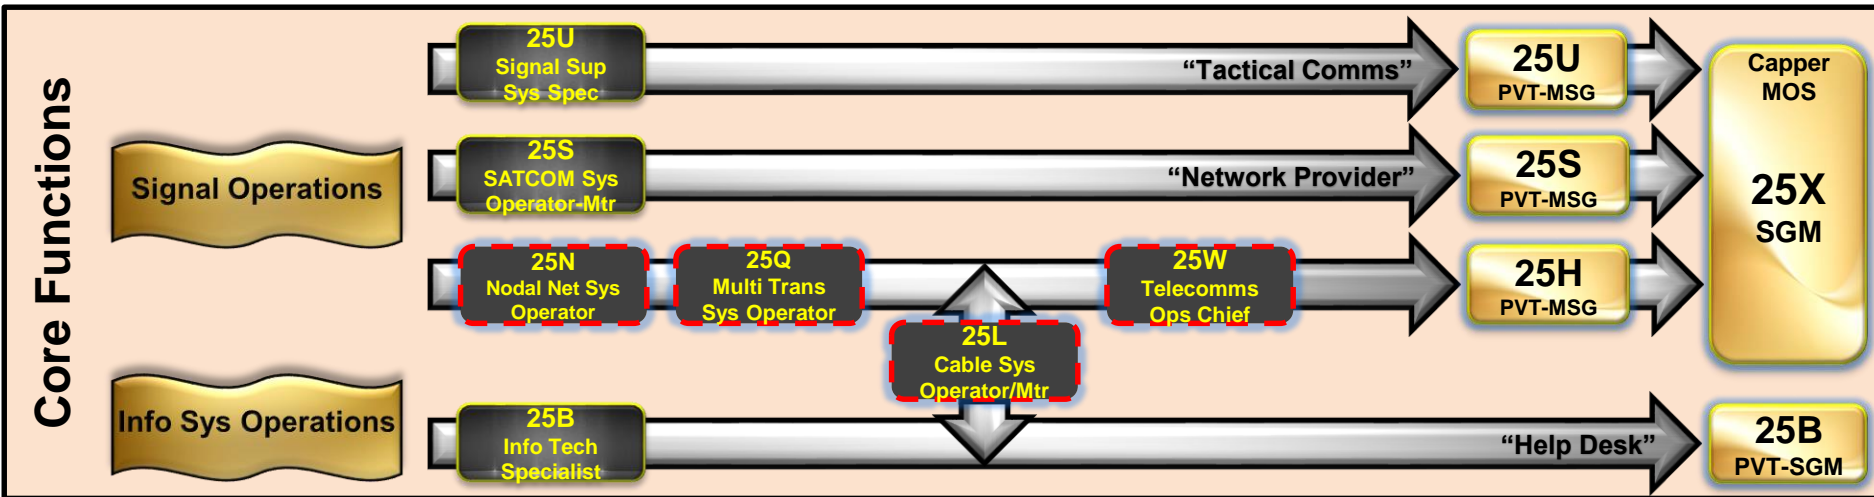 Core Functions
Signal Operations
25U
Signal Sup
Sys Spec
“Tactical Comms”
25U
PVT-MSG
25S
SATCOM Sys
Operator-Mtr
“Network Provider”
25S
PVT-MSG
25N
Nodal Net Sys
Operator
25Q
Multi Trans
Sys Operator
25W
Telecomms
Ops Chief
25H
PVT-MSG
Capper
MOS
25X
SGM
25L
Cable Sys
Operator/Mtr
Info Sys Operations
25B
Info Tech
Specialist
“Help Desk”
25B
PVT-SGM